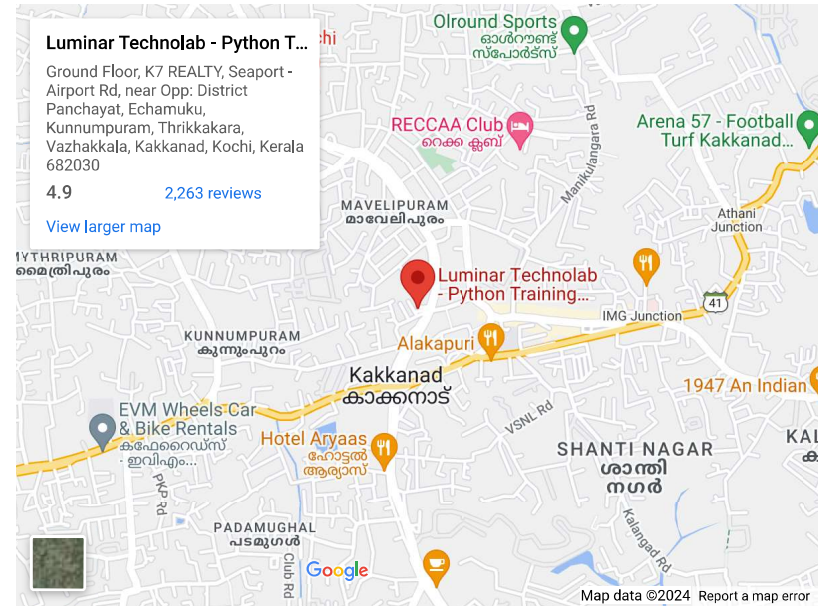 Luminar Technolab - Python T...
Ground Floor, K7 REALTY, Seaport -
Airport Rd, near Opp: District
Panchayat, Echamuku,
Kunnumpuram, Thrikkakara,
Vazhakkala, Kakkanad, Kochi, Kerala
682030
4.9 2,263 reviews
View larger map
hi
Olround Sports
ഓൾറൗണ്ട്
സ്പോർട്സ്
RECCAA Club
റെക്ക ക്ലബ്
Manikulangara Rd
Arena 57 - Football
Turf Kakkanad...
MAVELIPURAM
മാവേലിപുരം
Athani
Junction
MYTHRIPURAM
മൈത്രിപുരം
Luminar Technolab
- Python Training...
41
IMG Junction
KUNNUMPURAM
കുന്നുംപുറം
Alakapuri
Kakkanad
കാക്കനാട്
1947 An Indian
EVM Wheels Car
& Bike Rentals
കഫേറൈഡ്സ്
- ഇവിഎം...
VSNL Rd
Hotel Aryaas
ഹോട്ടൽ
ആര്യാസ്
SHANTI NAGAR
ശാന്തി
നഗർ
KAL
ക
PKP Rd
PADAMUGHAL
പടമുഗൾ
Club Rd
Kalangad Rd
Google
Map data ©2024 Report a map error